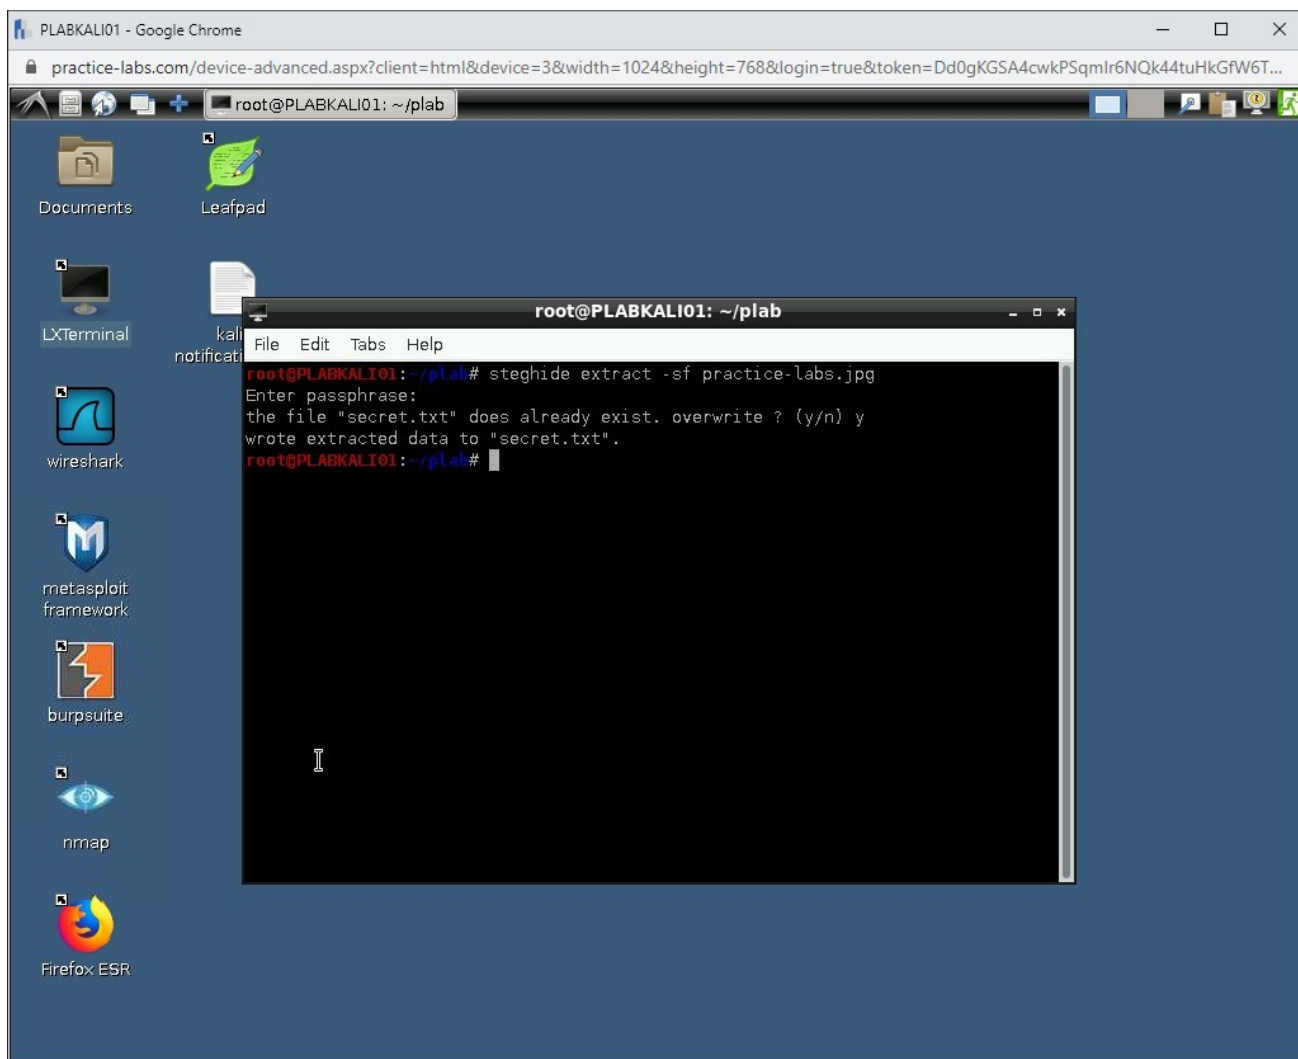 PLABKALI01 - Google Chrome
practice-labs.com/device-advanced.aspx?client=html&device=3&width=1024&height=768&login=true&token=Dd0gKGSA4cwkPSqmIr6NQk44tuHkGfW6T...
root@PLABKALI01: ~/plab
Documents
Leafpad
LXTerminal
kali
notificati
wireshark
metasploit
framework
burpsuite
nmap
Firefox ESR
root@PLABKALI01: ~/plab
File Edit Tabs Help
root@PLABKALI01:~/plab# steghide extract -sf practice-labs.jpg
Enter passphrase:
the file "secret.txt" does already exist. overwrite ? (y/n) y
wrote extracted data to "secret.txt".
root@PLABKALI01:~/plab#